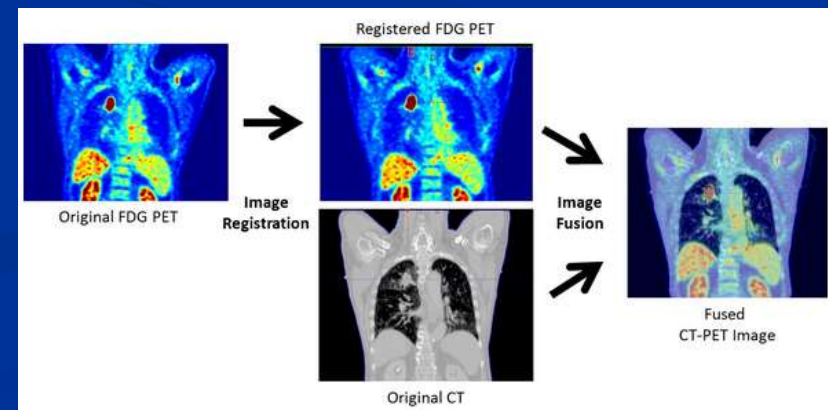 Registered FDG PET
Original FDG PET
Image
Registration
Image
Fusion
Original CT
Fused
CT-PET Image